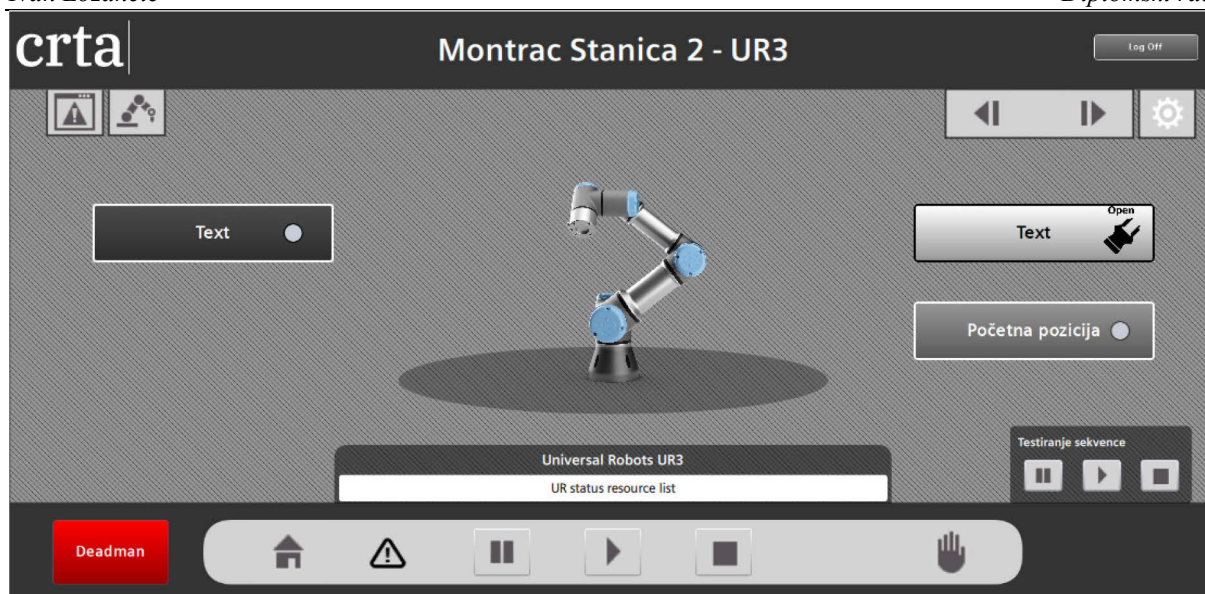 crta
Montrac Stanica 2 - UR3
Log Off
Text
Open
Text
Početna pozicija
Testiranje sekvence
Universal Robots UR3
UR status resource list
Deadman